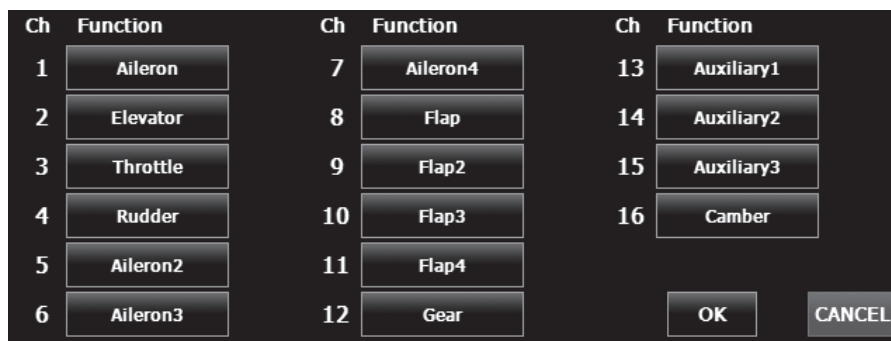 Ch Function Ch Function Ch Function
1 Aileron 7 Aileron4 13 Auxiliary1
2 Elevator 8 Flap 14 Auxiliary2
3 Throttle 9 Flap2 15 Auxiliary3
4 Rudder 10 Flap3 16 Camber
5 Aileron2 11 Flap4
6 Aileron3 12 Gear OK CANCEL